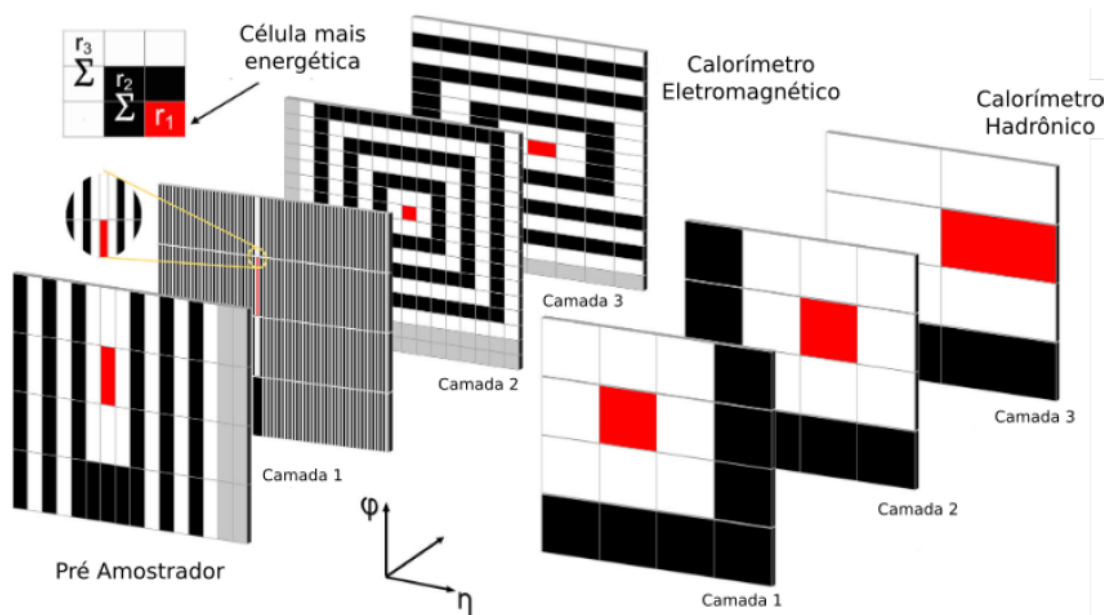 r₃
Σ
r₂
Σ
r₁
Célula mais
energética
Calorímetro
Eletromagnético
Calorímetro
Hadrônico
Camada 3
Camada 2
Camada 1
Pré Amostrador
φ
η
Camada 3
Camada 2
Camada 1